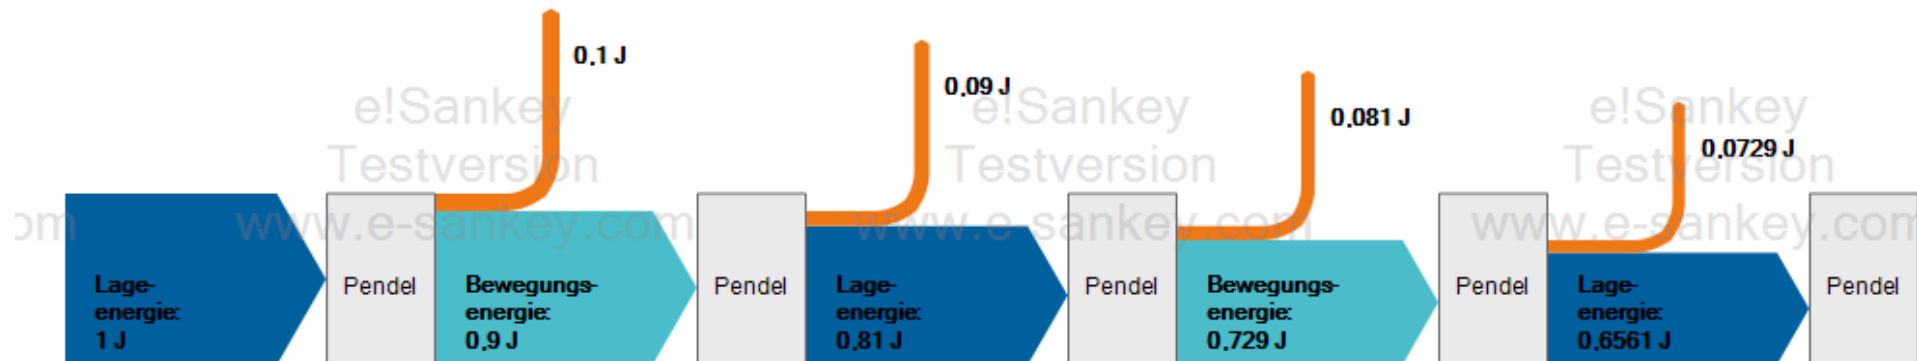 0.1 J
0.09 J
0.081 J
0.0729 J
e!Sankey
Testversion
www.e-sankey.com
e!Sankey
Testversion
www.e-sankey.com
e!Sankey
Testversion
www.e-sankey.com
om
Lage-
energie:
1 J
Pendel
Bewegungs-
energie:
0.9 J
Pendel
Lage-
energie:
0.81 J
Pendel
Bewegungs-
energie:
0.729 J
Pendel
Lage-
energie:
0.6561 J
Pendel